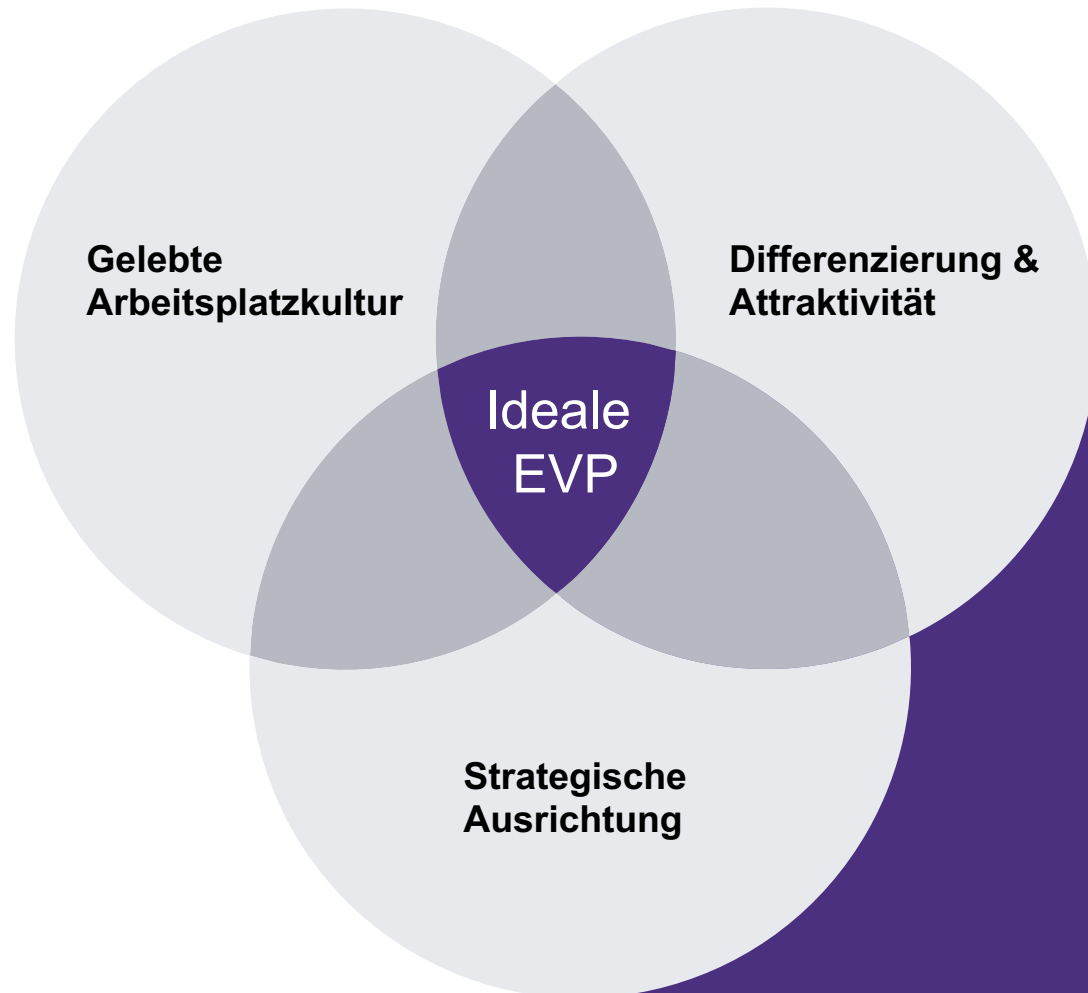 Gelebte
Arbeitsplatzkultur
Differenzierung &
Attraktivität
Ideale
EVP
Strategische
Ausrichtung